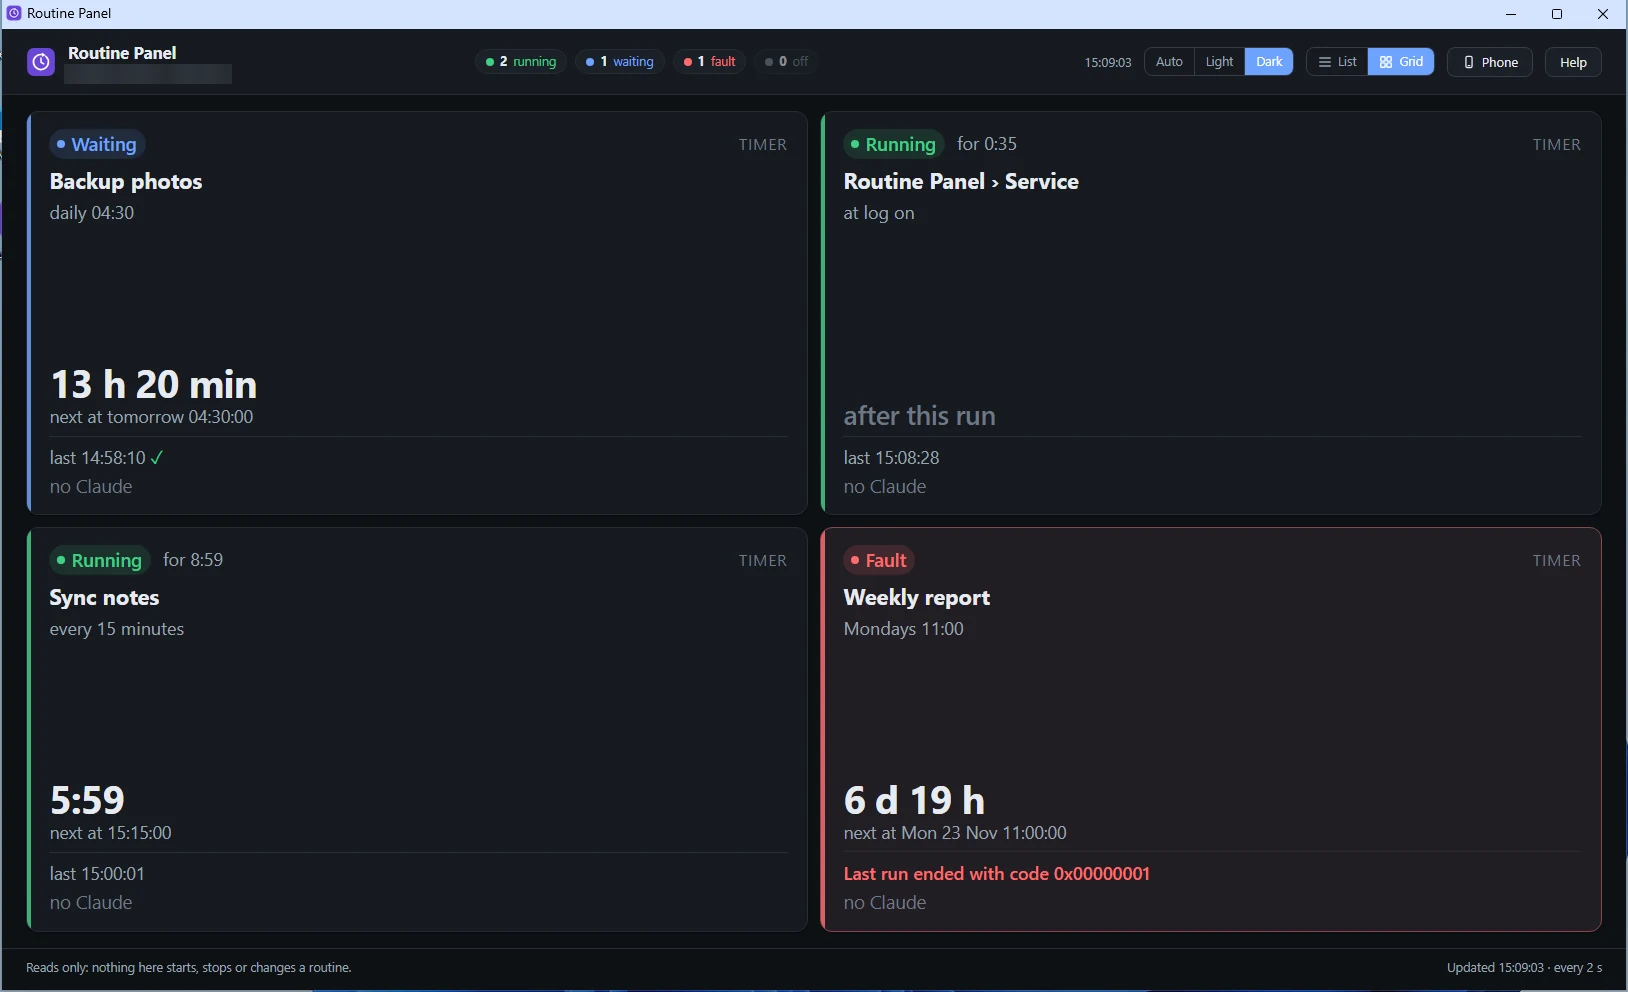 Routine Panel
Routine Panel
2 running
1 waiting
1 fault
0 off
15:09:03
Auto
Light
Dark
List
Grid
Phone
Help
Waiting
TIMER
Backup photos
daily 04:30
13 h 20 min
next at tomorrow 04:30:00
last 14:58:10 ✓
no Claude
Running for 0:35
TIMER
Routine Panel › Service
at log on
after this run
last 15:08:28
no Claude
Running for 8:59
TIMER
Sync notes
every 15 minutes
5:59
next at 15:15:00
last 15:00:01
no Claude
Fault
TIMER
Weekly report
Mondays 11:00
6 d 19 h
next at Mon 23 Nov 11:00:00
Last run ended with code 0x00000001
no Claude
Reads only: nothing here starts, stops or changes a routine.
Updated 15:09:03 · every 2 s